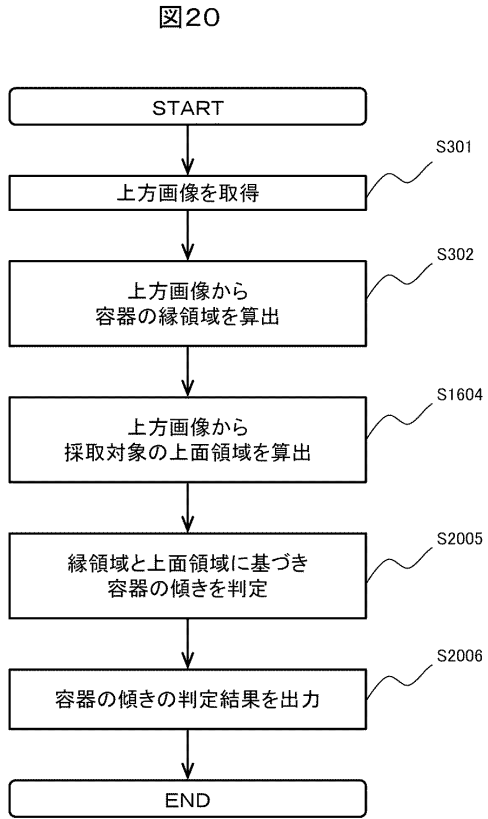 図20
START
S301
上方画像を取得
S302
上方画像から
容器の縁領域を算出
S1604
上方画像から
採取対象の上面領域を算出
S2005
縁領域と上面領域に基づき
容器の傾きを判定
S2006
容器の傾きの判定結果を出力
END